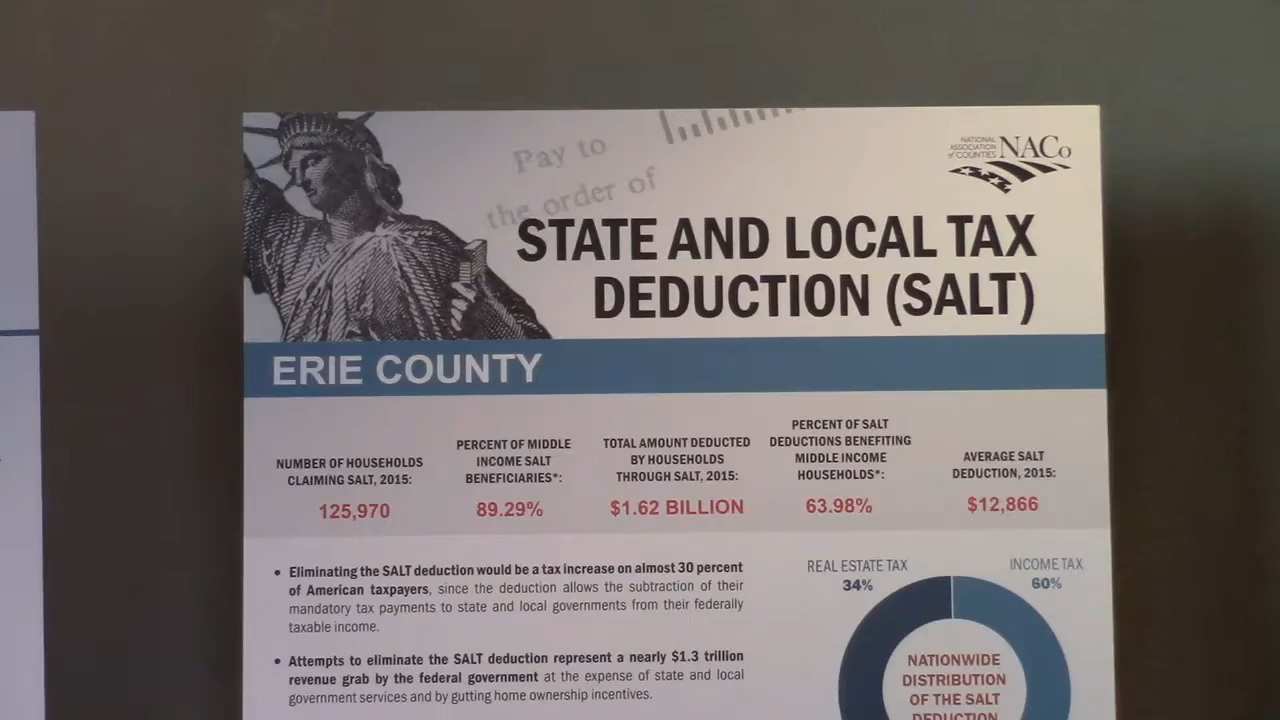 Pay to
the order of
NATIONAL
ASSOCIATION
of COUNTIES
NACo
STATE AND LOCAL TAX
DEDUCTION (SALT)
ERIE COUNTY
NUMBER OF HOUSEHOLDS
CLAIMING SALT, 2015:
125,970
PERCENT OF MIDDLE
INCOME SALT
BENEFICIARIES*:
89.29%
TOTAL AMOUNT DEDUCTED
BY HOUSEHOLDS
THROUGH SALT, 2015:
$1.62 BILLION
PERCENT OF SALT
DEDUCTIONS BENEFITING
MIDDLE INCOME
HOUSEHOLDS*:
63.98%
AVERAGE SALT
DEDUCTION, 2015:
$12,866
• Eliminating the SALT deduction would be a tax increase on almost 30 percent
of American taxpayers, since the deduction allows the subtraction of their
mandatory tax payments to state and local governments from their federally
taxable income.
• Attempts to eliminate the SALT deduction represent a nearly $1.3 trillion
revenue grab by the federal government at the expense of state and local
government services and by gutting home ownership incentives.
REAL ESTATE TAX
34%
INCOME TAX
60%
NATIONWIDE
DISTRIBUTION
OF THE SALT
DEDUCTION